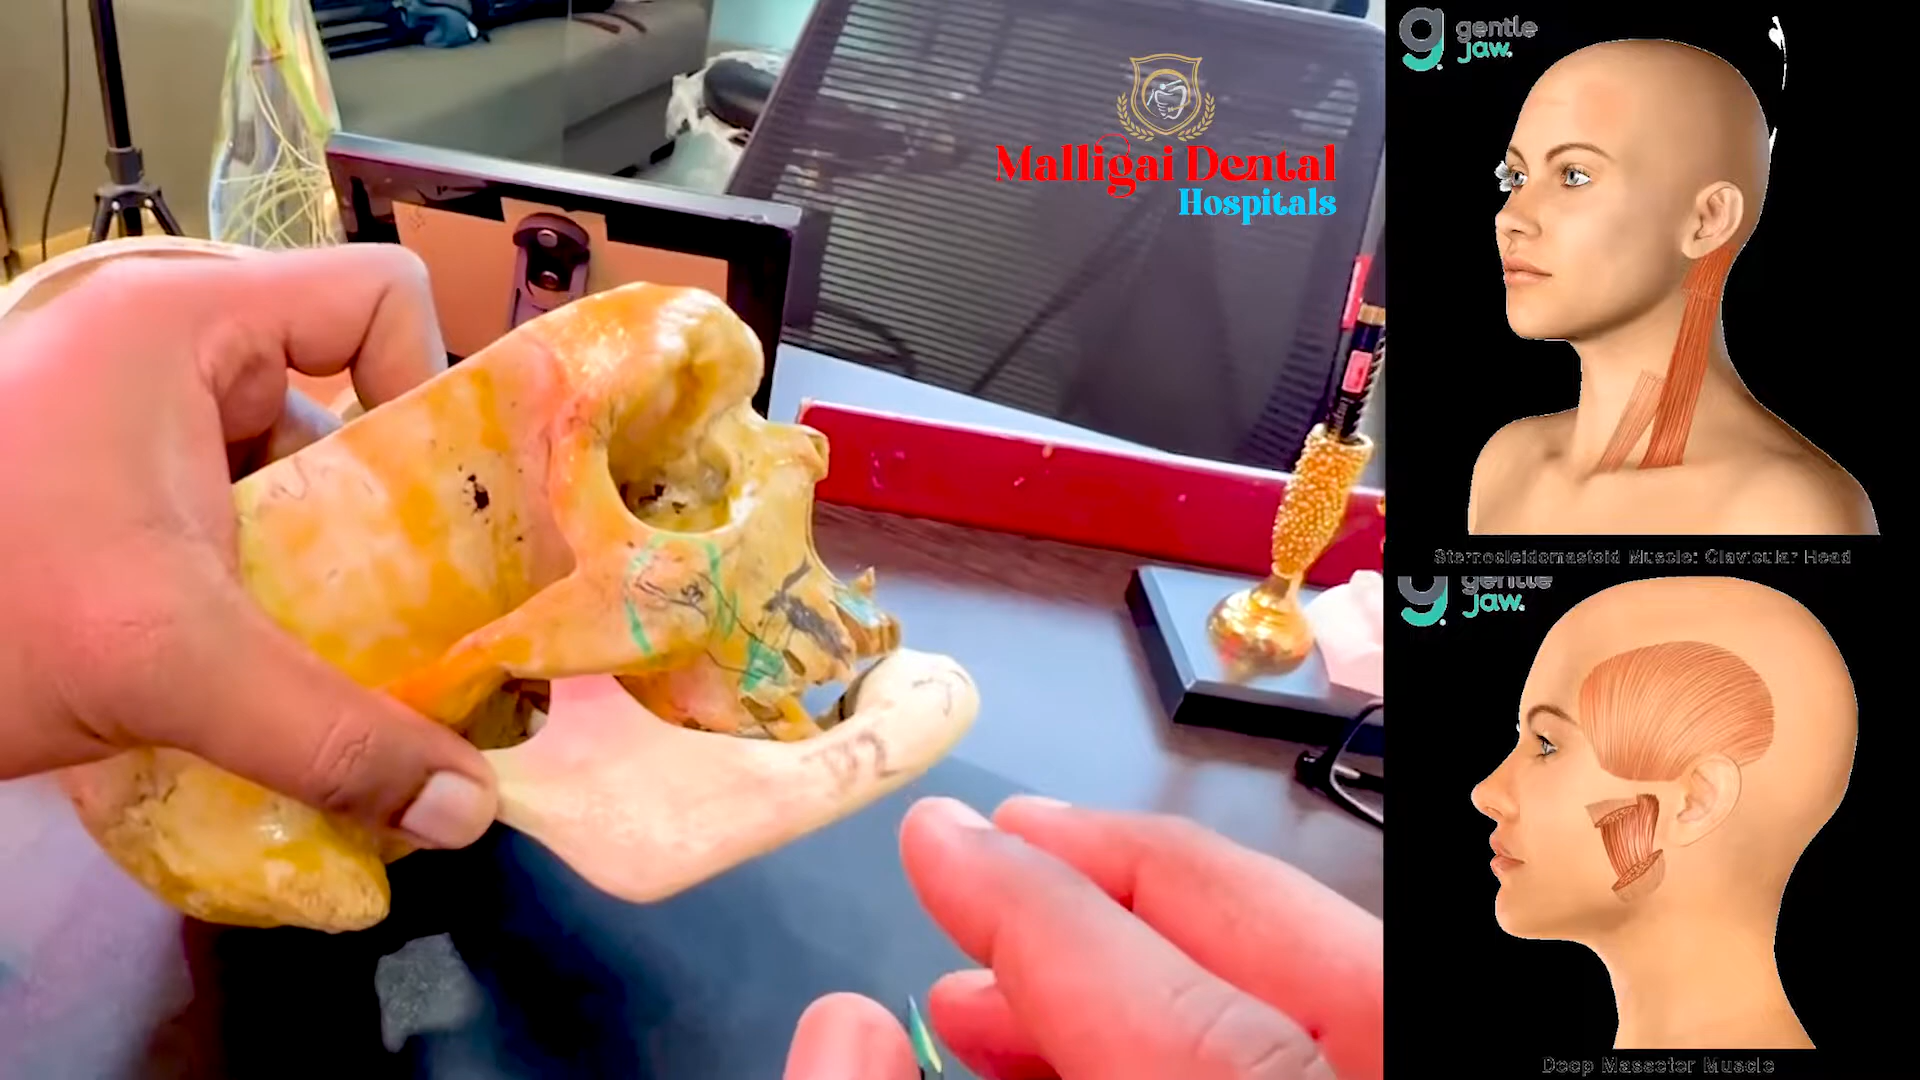 Malligai Dental
Hospitals
gentle
jaw.
Sternocleidomastoid Muscle: Clavicular Head
gentle
jaw.
Deep Masseter Muscle